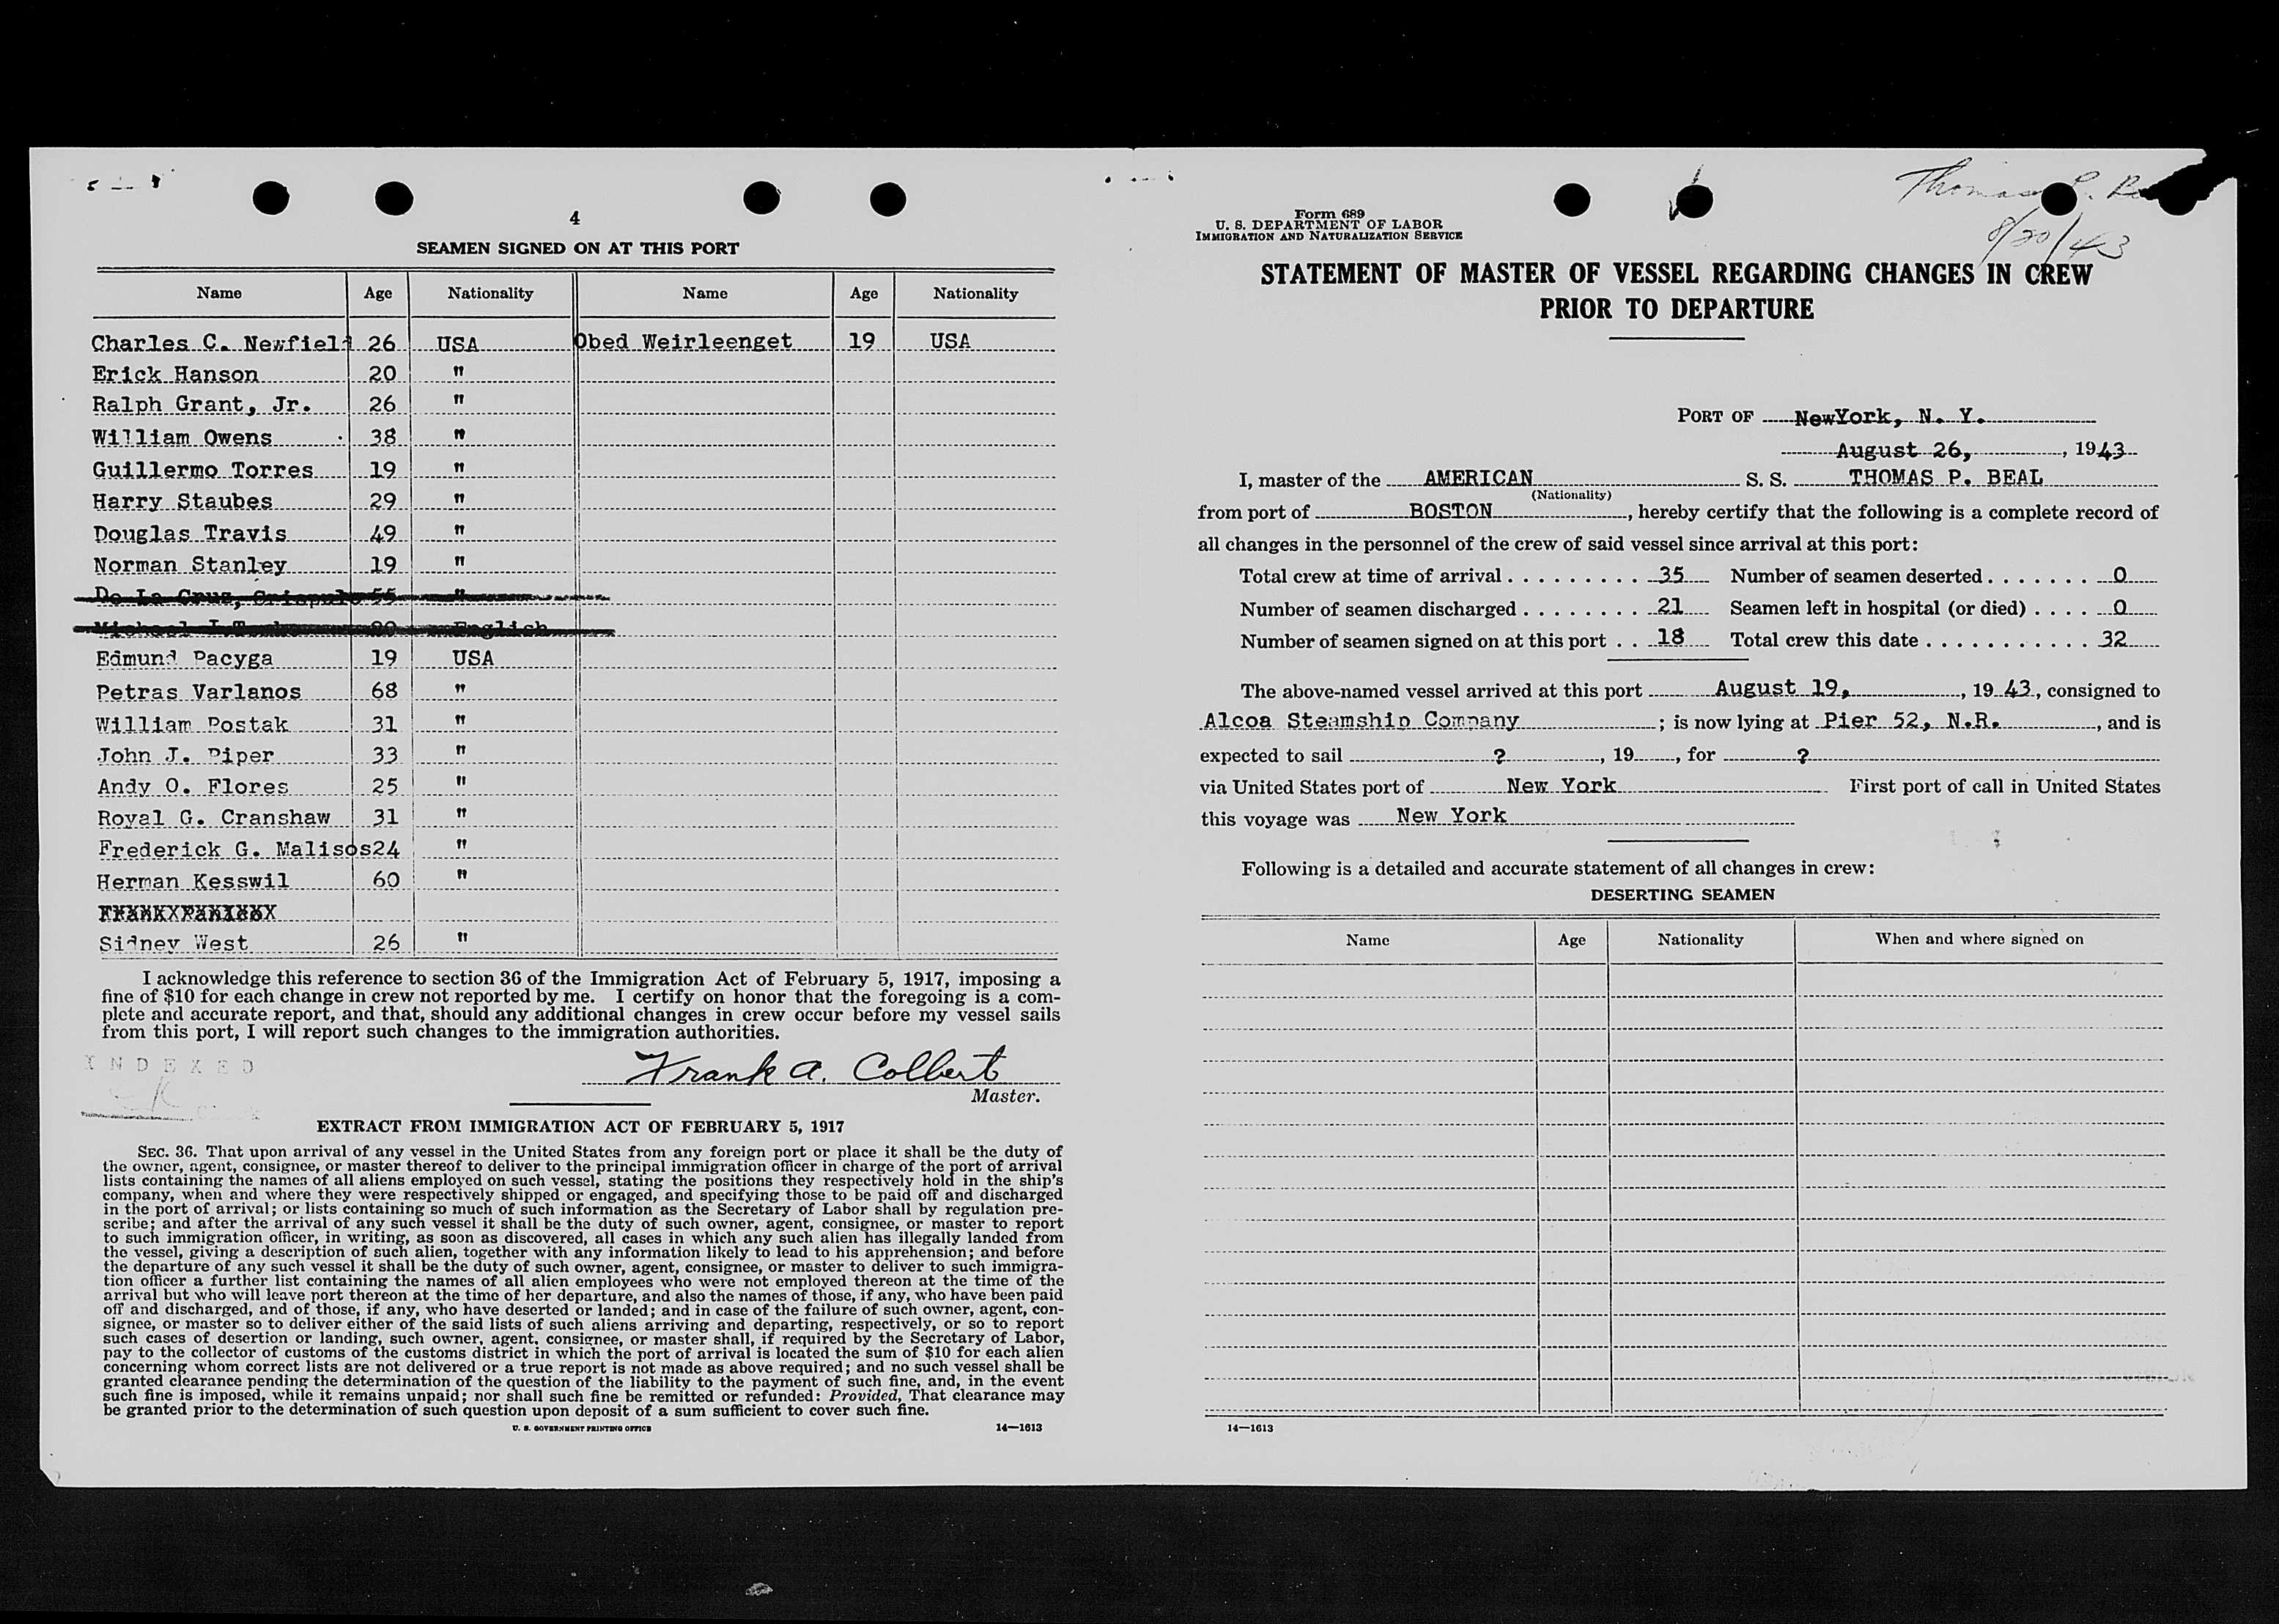 4
SEAMEN SIGNED ON AT THIS PORT
Name Age Nationality Name Age Nationality
Charles C. Newfield 26 USA Obed Weirleenget 19 USA
Erick Hanson 20 "
Ralph Grant, Jr. 26 "
William Owens 38 "
Guillermo Torres 19 "
Harry Staubes 29 "
Douglas Travis 49 "
Norman Stanley 19 "
De La Cruz, 55 "
Michael J. English
Edmund Pacyga 19 USA
Petras Varlanos 68 "
William Postak 31 "
John J. Piper 33 "
Andy O. Flores 25 "
Royal G. Cranshaw 31 "
Frederick G. Malisos 24 "
Herman Kesswil 60 "
Sidney West 26 "
I acknowledge this reference to section 36 of the Immigration Act of February 5, 1917, imposing a
fine of $10 for each change in crew not reported by me. I certify on honor that the foregoing is a com-
plete and accurate report, and that, should any additional changes in crew occur before my vessel sails
from this port, I will report such changes to the immigration authorities.
INDEXED
Frank A. Colbert
Master.
EXTRACT FROM IMMIGRATION ACT OF FEBRUARY 5, 1917
SEC. 36. That upon arrival of any vessel in the United States from any foreign port or place it shall be the duty of
the owner, agent, consignee, or master thereof to deliver to the principal immigration officer in charge of the port of arrival
lists containing the names of all aliens employed on such vessel, stating the positions they respectively hold in the ship's
company, when and where they were respectively shipped or engaged, and specifying those to be paid off and discharged
in the port of arrival; or lists containing so much of such information as the Secretary of Labor shall by regulation pre-
scribe; and after the arrival of any such vessel it shall be the duty of such owner, agent, consignee, or master to report
to such immigration officer, in writing, as soon as discovered, all cases in which any such alien has illegally landed from
the vessel, giving a description of such alien, together with any information likely to lead to his apprehension; and before
the departure of any such vessel it shall be the duty of such owner, agent, consignee, or master to deliver to such immigra-
tion officer a further list containing the names of all alien employees who were not employed thereon at the time of the
arrival but who will leave port thereon at the time of her departure, and also the names of those, if any, who have been paid
off and discharged, and of those, if any, who have deserted or landed; and in case of the failure of such owner, agent, con-
signee, or master so to deliver either of the said lists of such aliens arriving and departing, respectively, or so to report
such cases of desertion or landing, such owner, agent, consignee, or master shall, if required by the Secretary of Labor,
pay to the collector of customs of the customs district in which the port of arrival is located the sum of $10 for each alien
concerning whom correct lists are not delivered or a true report is not made as above required; and no such vessel shall be
granted clearance pending the determination of the question of the liability to the payment of such fine, and, in the event
such fine is imposed, while it remains unpaid; nor shall such fine be remitted or refunded: Provided, That clearance may
be granted prior to the determination of such question upon deposit of a sum sufficient to cover such fine.
U. S. GOVERNMENT PRINTING OFFICE 14—1613
Thomas P.
8/20/43
Form 689
U. S. DEPARTMENT OF LABOR
IMMIGRATION AND NATURALIZATION SERVICE
STATEMENT OF MASTER OF VESSEL REGARDING CHANGES IN CREW
PRIOR TO DEPARTURE
PORT OF NewYork, N. Y.
August 26, 1943
I, master of the AMERICAN S. S. THOMAS P. BEAL
(Nationality)
from port of BOSTON, hereby certify that the following is a complete record of
all changes in the personnel of the crew of said vessel since arrival at this port:
Total crew at time of arrival . . . . . . . . . . 35 Number of seamen deserted . . . . . . . 0
Number of seamen discharged . . . . . . . . 21 Seamen left in hospital (or died) . . . . 0
Number of seamen signed on at this port . . 18 Total crew this date . . . . . . . . . . . . 32
The above-named vessel arrived at this port August 19, , 19 43, consigned to
Alcoa Steamship Company ; is now lying at Pier 52, N.R. , and is
expected to sail ? , 19 , for ?
via United States port of New York First port of call in United States
this voyage was New York
Following is a detailed and accurate statement of all changes in crew:
DESERTING SEAMEN
Name Age Nationality When and where signed on
14—1613